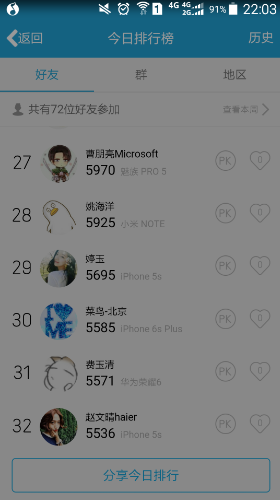 4G 4G 2G 91% 22:03
返回 今日排行榜 历史
好友 群 地区
共有72位好友参加 查看本周
27 曹朋亮Microsoft PK 0
5970 魅族 PRO 5
28 姚海洋 PK 0
5925 小米 NOTE
29 婷玉 PK 0
5695 iPhone 5s
30 菜鸟-北京 PK 0
5585 iPhone 6s Plus
31 费玉清 PK 0
5571 华为荣耀6
32 赵文晴haier PK 0
5536 iPhone 5s
分享今日排行